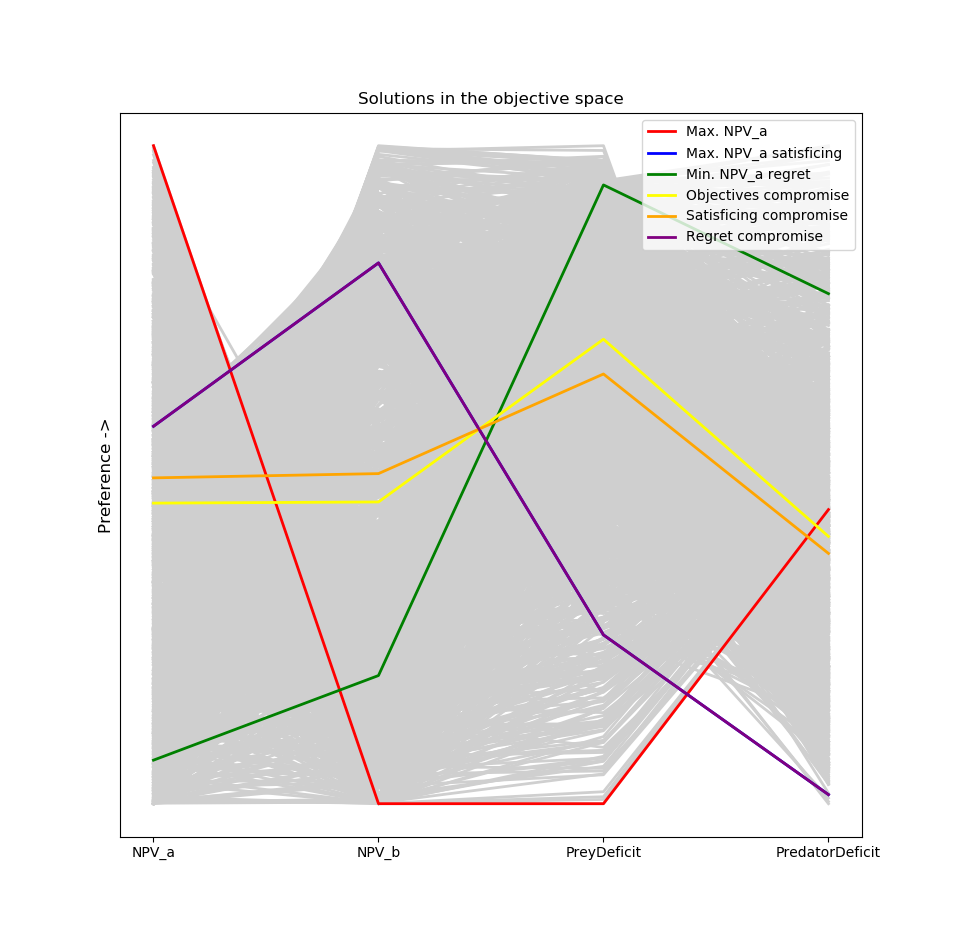 Solutions in the objective space
Max. NPV_a
Max. NPV_a satisficing
Min. NPV_a regret
Objectives compromise
Satisficing compromise
Regret compromise
Preference ->
NPV_a
NPV_b
PreyDeficit
PredatorDeficit